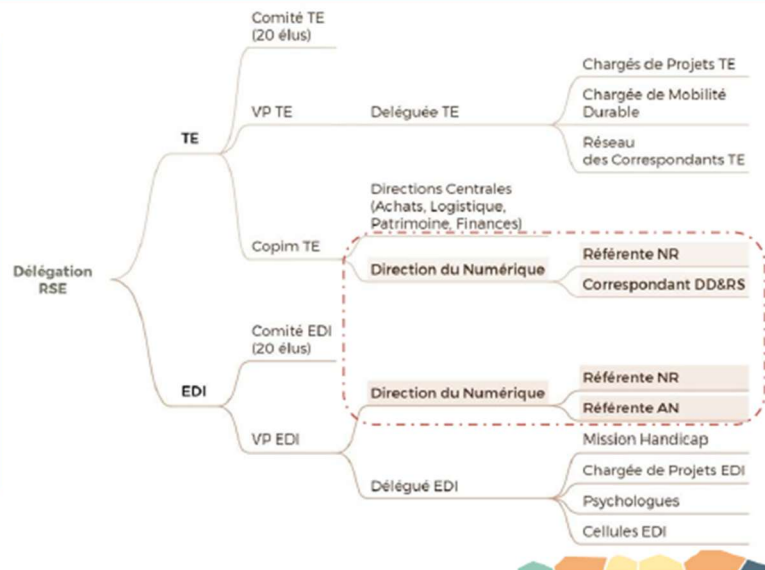 Comité TE
(20 élus)
Chargés de Projets TE
Chargée de Mobilité
Durable
VP TE
Deléguée TE
TE
Réseau
des Correspondants TE
Directions Centrales
(Achats, Logistique,
Patrimoine, Finances)
Copim TE
Référente NR
Direction du Numérique
Correspondant DD&RS
Délégation
RSE
Comité EDI
(20 élus)
Référente NR
EDI
Direction du Numérique
Référente AN
VP EDI
Mission Handicap
Chargée de Projets EDI
Délégué EDI
Psychologues
Cellules EDI